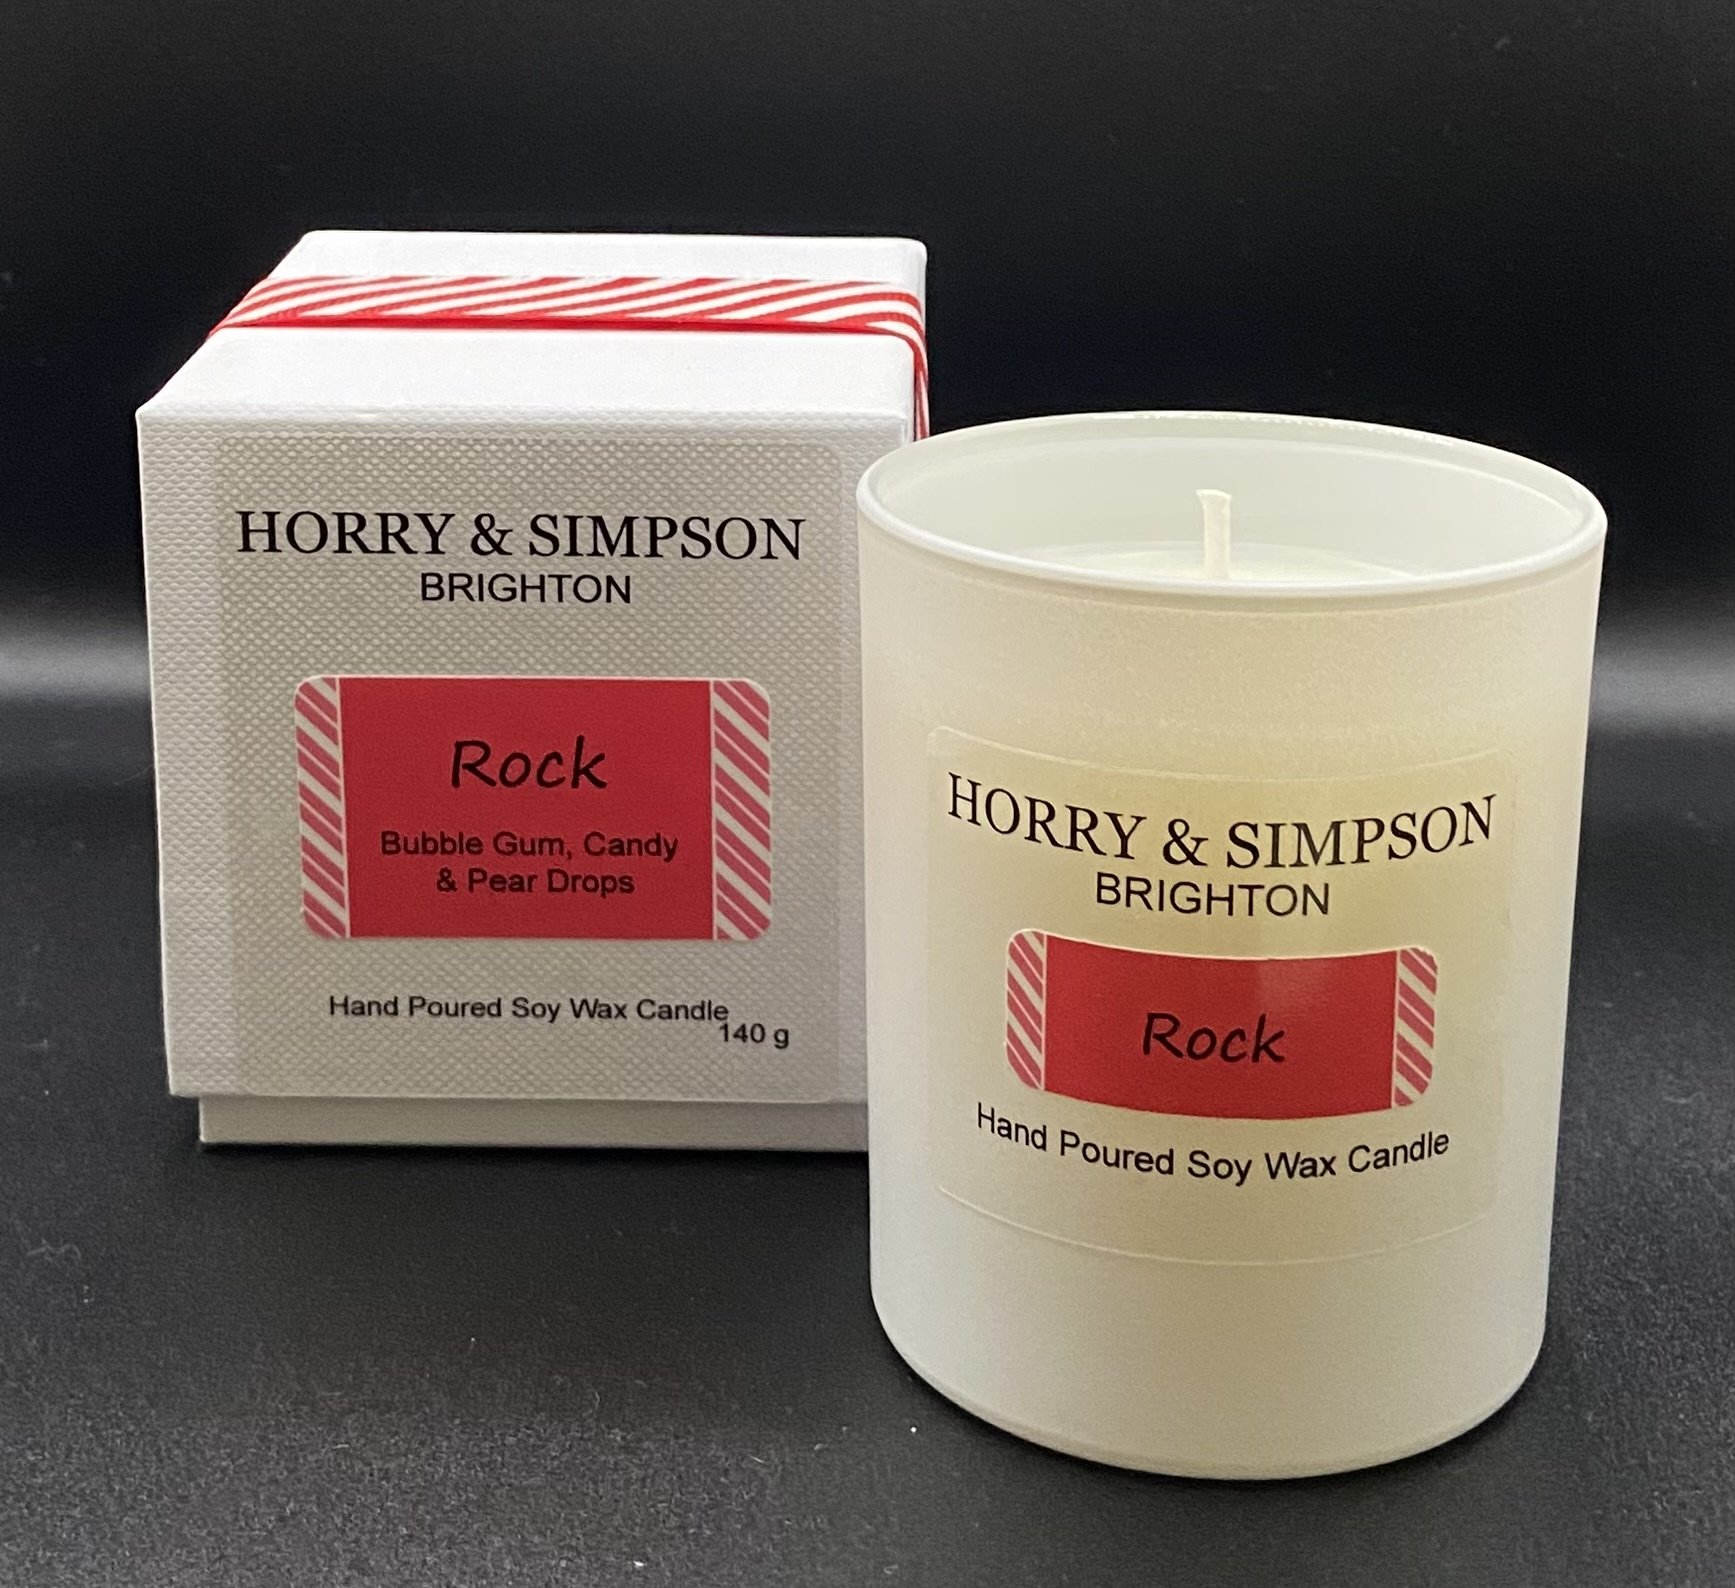 HORRY & SIMPSON
BRIGHTON
Rock
Bubble Gum, Candy
& Pear Drops
Hand Poured Soy Wax Candle
140 g
HORRY & SIMPSON
BRIGHTON
Rock
Hand Poured Soy Wax Candle